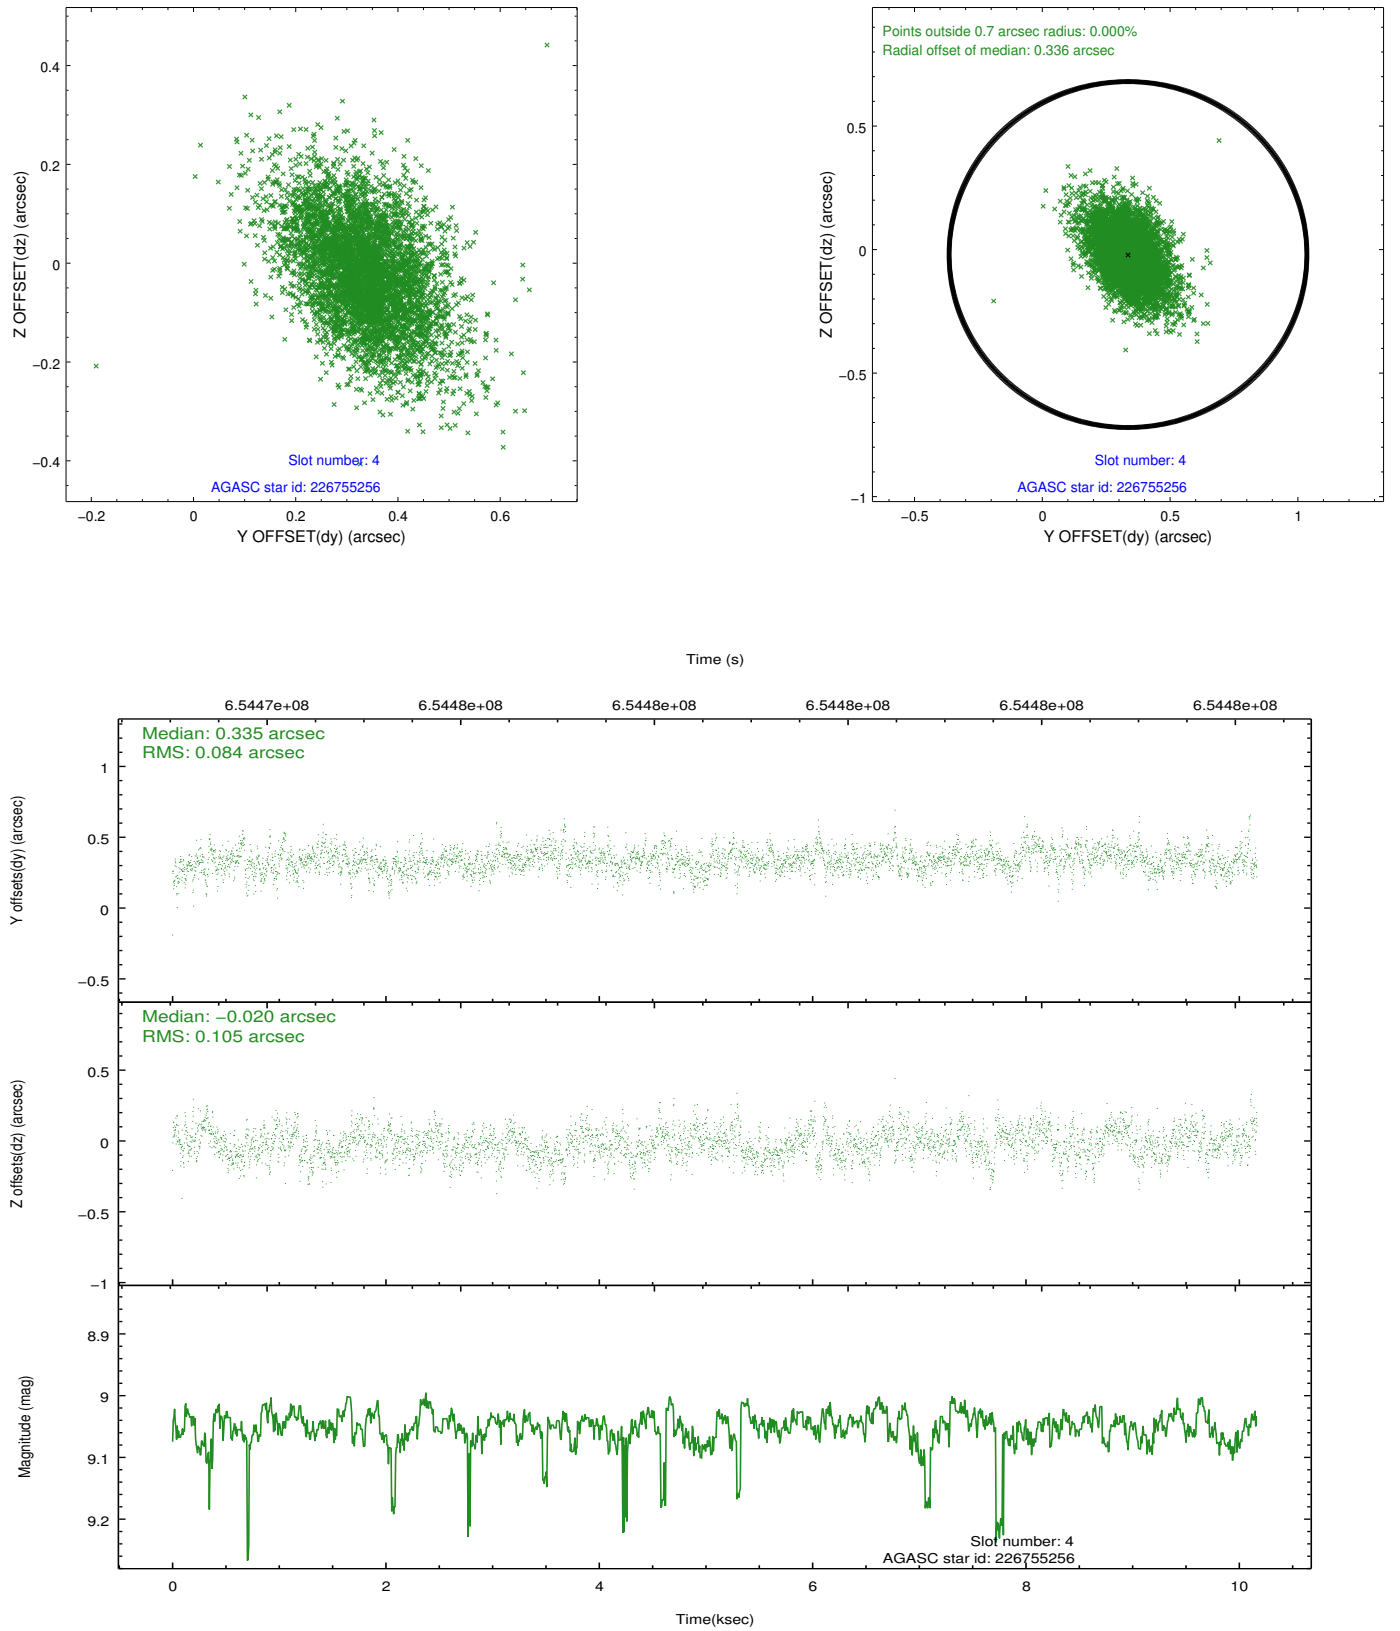 0.4
0.2
0
−0.2
−0.4
Z OFFSET(dz) (arcsec)
Slot number: 4
AGASC star id: 226755256
−0.2
0
0.2
0.4
0.6
Y OFFSET(dy) (arcsec)
Points outside 0.7 arcsec radius: 0.000%
Radial offset of median: 0.336 arcsec
0.5
0
−0.5
−1
Z OFFSET(dz) (arcsec)
Slot number: 4
AGASC star id: 226755256
−0.5
0
0.5
1
Y OFFSET(dy) (arcsec)
Time (s)
6.5447e+08
6.5448e+08
6.5448e+08
6.5448e+08
6.5448e+08
6.5448e+08
Median: 0.335 arcsec
RMS: 0.084 arcsec
1
0.5
0
−0.5
Y offsets(dy) (arcsec)
Median: −0.020 arcsec
RMS: 0.105 arcsec
0.5
0
−0.5
−1
Z offsets(dz) (arcsec)
8.9
9
9.1
9.2
Magnitude (mag)
Slot number: 4
AGASC star id: 226755256
0
2
4
6
8
10
Time(ksec)